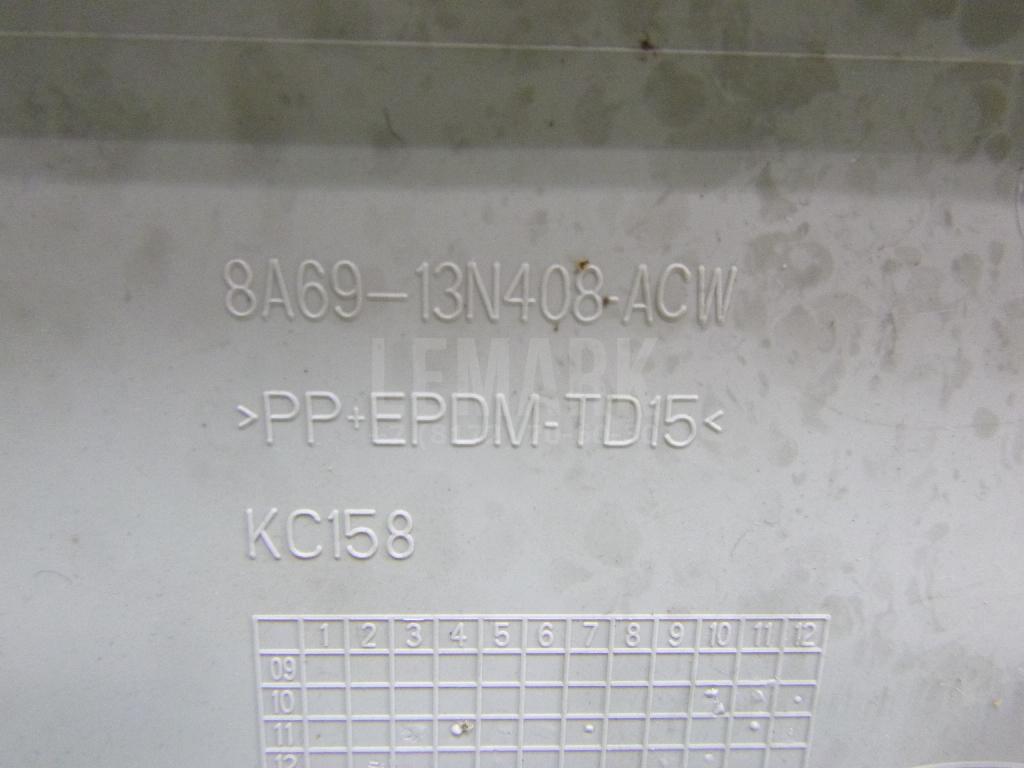 8A69-13N408-ACW
LEMARK
>PP+EPDM-TD15<
KC158
1 2 3 4 5 6 7 8 9 10 11 12
09
10
11
12